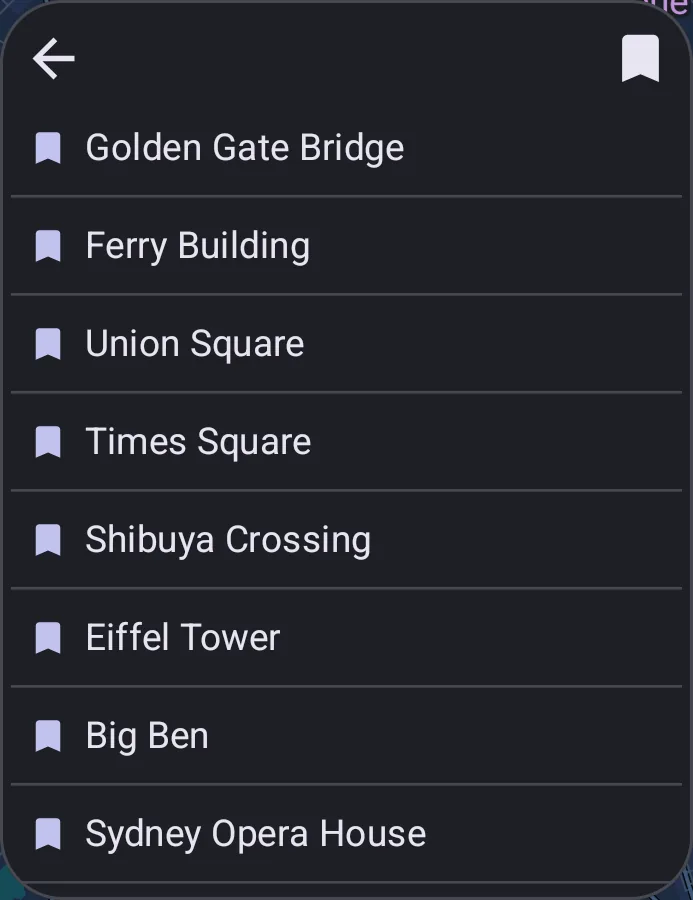 Golden Gate Bridge
Ferry Building
Union Square
Times Square
Shibuya Crossing
Eiffel Tower
Big Ben
Sydney Opera House